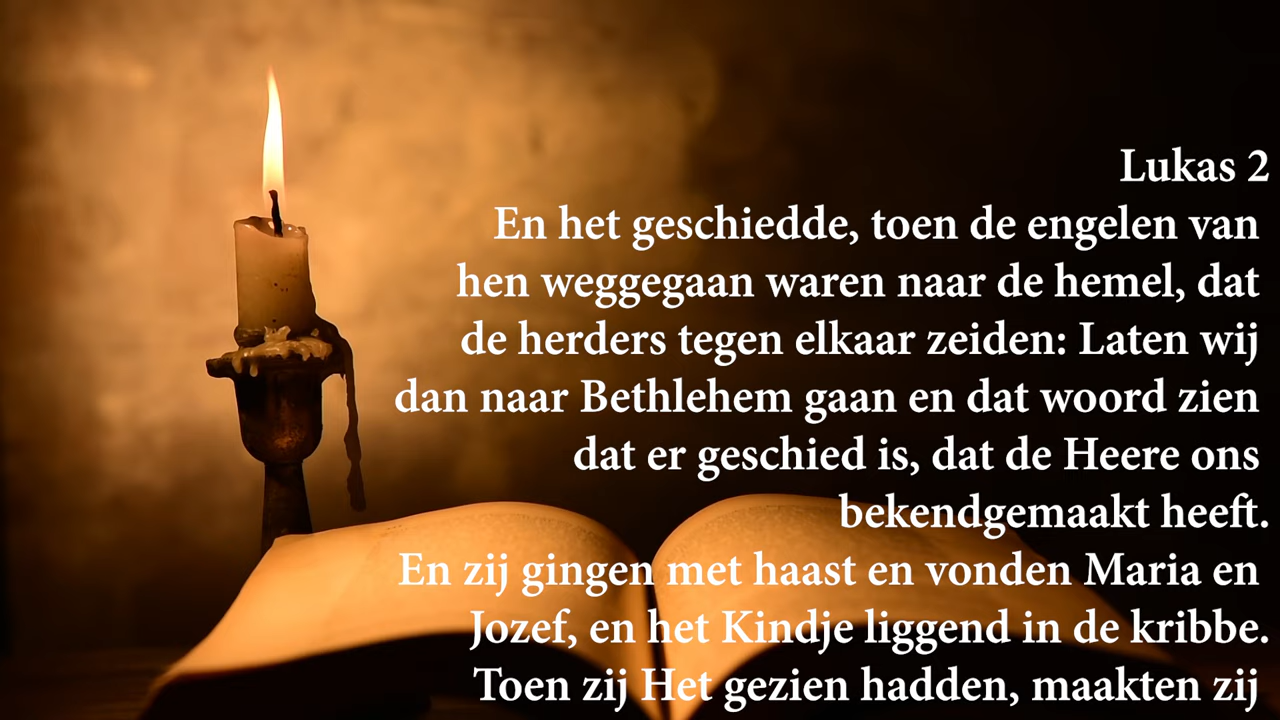 Lukas 2
En het geschiedde, toen de engelen van
hen weggegaan waren naar de hemel, dat
de herders tegen elkaar zeiden: Laten wij
dan naar Bethlehem gaan en dat woord zien
dat er geschied is, dat de Heere ons
bekendgemaakt heeft.
En zij gingen met haast en vonden Maria en
Jozef, en het Kindje liggend in de kribbe.
Toen zij Het gezien hadden, maakten zij